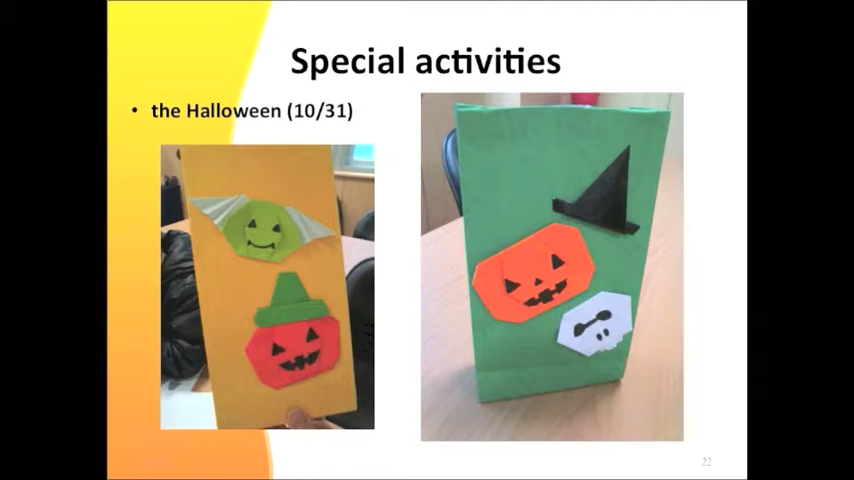 Special activities
• the Halloween (10/31)
22